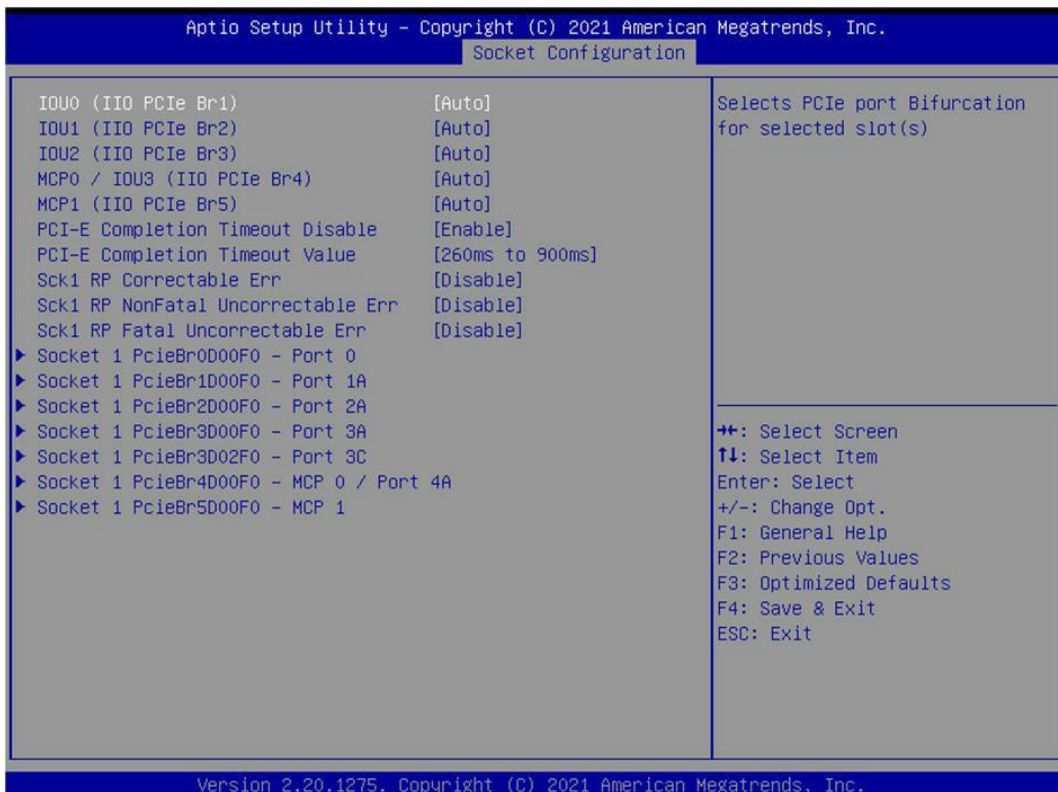 Aptio Setup Utility – Copyright (C) 2021 American Megatrends, Inc.
Socket Configuration
IOU0 (IIO PCIe Br1) [Auto]
IOU1 (IIO PCIe Br2) [Auto]
IOU2 (IIO PCIe Br3) [Auto]
MCP0 / IOU3 (IIO PCIe Br4) [Auto]
MCP1 (IIO PCIe Br5) [Auto]
PCI-E Completion Timeout Disable [Enable]
PCI-E Completion Timeout Value [260ms to 900ms]
Sck1 RP Correctable Err [Disable]
Sck1 RP NonFatal Uncorrectable Err [Disable]
Sck1 RP Fatal Uncorrectable Err [Disable]
Socket 1 PcieBr0D00F0 – Port 0
Socket 1 PcieBr1D00F0 – Port 1A
Socket 1 PcieBr2D00F0 – Port 2A
Socket 1 PcieBr3D00F0 – Port 3A
Socket 1 PcieBr3D02F0 – Port 3C
Socket 1 PcieBr4D00F0 – MCP 0 / Port 4A
Socket 1 PcieBr5D00F0 – MCP 1
Selects PCIe port Bifurcation
for selected slot(s)
→←: Select Screen
↑↓: Select Item
Enter: Select
+/-: Change Opt.
F1: General Help
F2: Previous Values
F3: Optimized Defaults
F4: Save & Exit
ESC: Exit
Version 2.20.1275. Copyright (C) 2021 American Megatrends, Inc.